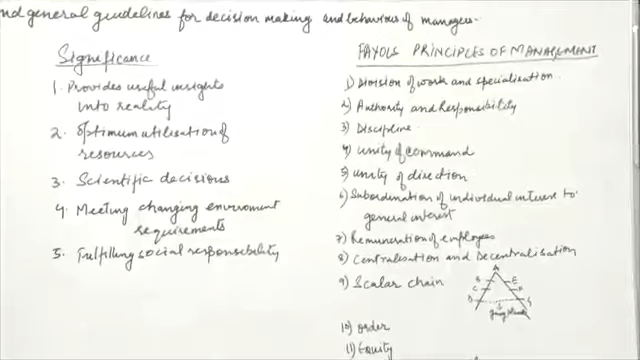 nd general guidelines for decision making and behaviour of managers.
Significance
1. Provides useful insights
into reality
2. Optimum utilisation of
resources
3. Scientific decisions
4. Meeting changing environment
requirements
5. Fulfilling social responsibility
FAYOLS PRINCIPLES OF MANAGEMENT
1) Division of work and specialisation.
2) Authority and Responsibility
3) Discipline
4) Unity of command
5) Unity of direction
6) Subordination of individual interest to
general interest
7) Remuneration of employees
8) Centralisation and Decentralisation
9) Scalar chain
A
B E
C F
D G
10) Order
11) Equity